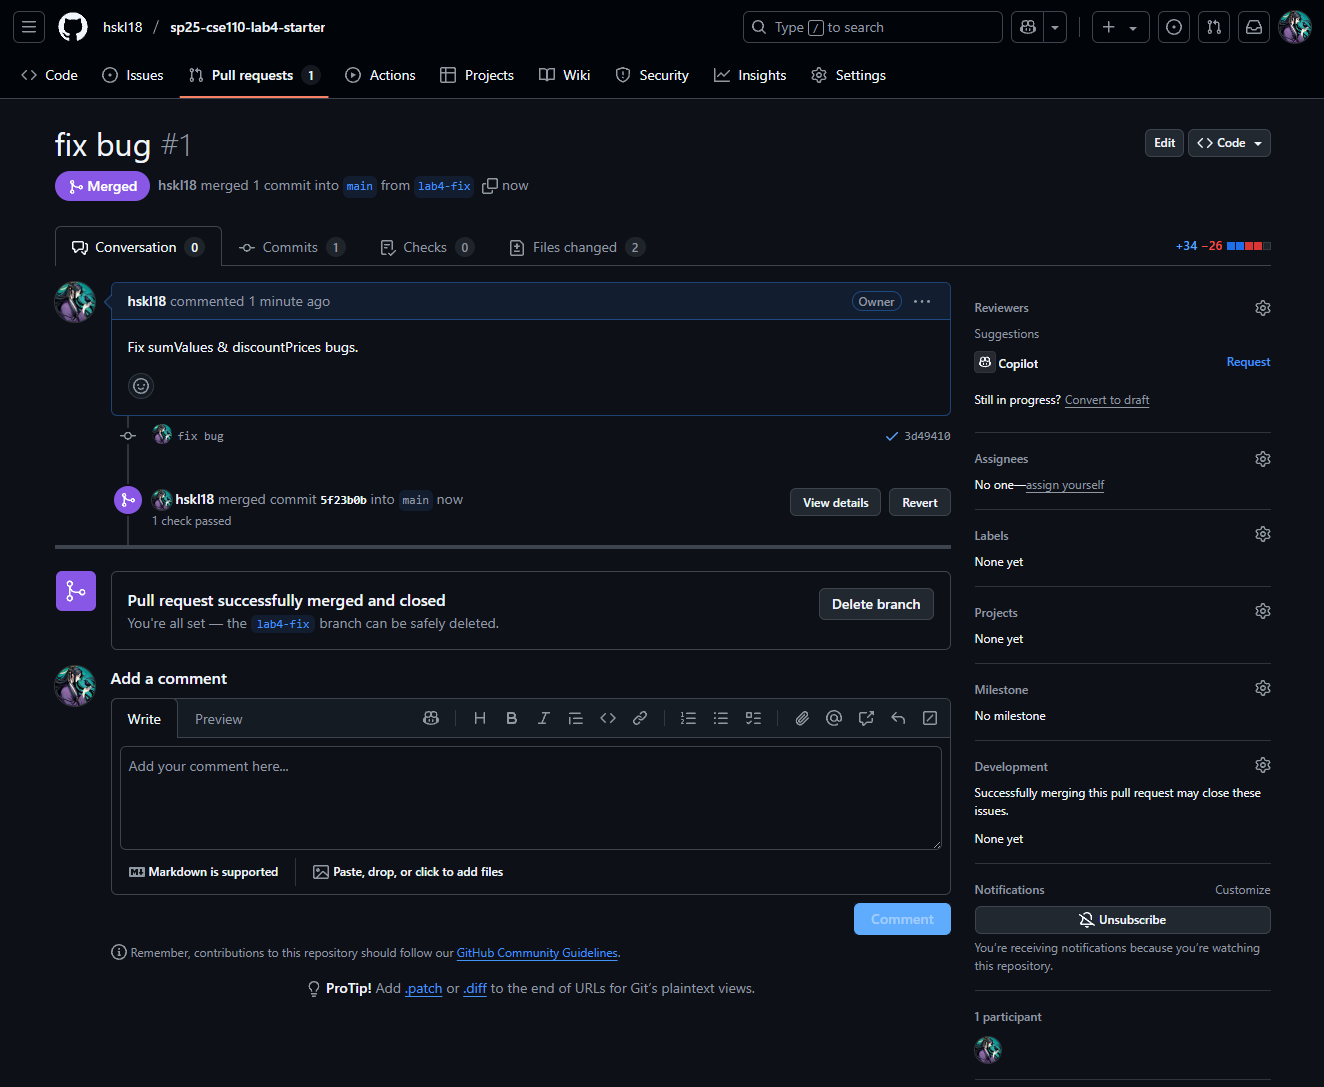 hskl18 / sp25-cse110-lab4-starter
Type / to search
Code Issues Pull requests 1 Actions Projects Wiki Security Insights Settings
fix bug #1
Edit <> Code
Merged hskl18 merged 1 commit into main from lab4-fix now
Conversation 0 Commits 1 Checks 0 Files changed 2
+34 −26
hskl18 commented 1 minute ago
Owner
Fix sumValues & discountPrices bugs.
fix bug
3d49410
hskl18 merged commit 5f23b0b into main now
1 check passed
View details Revert
Pull request successfully merged and closed
You're all set — the lab4-fix branch can be safely deleted.
Delete branch
Add a comment
Write Preview
H B I
Add your comment here...
Markdown is supported
Paste, drop, or click to add files
Comment
Remember, contributions to this repository should follow our GitHub Community Guidelines.
ProTip! Add .patch or .diff to the end of URLs for Git's plaintext views.
Reviewers
Suggestions
Copilot
Request
Still in progress? Convert to draft
Assignees
No one—assign yourself
Labels
None yet
Projects
None yet
Milestone
No milestone
Development
Successfully merging this pull request may close these
issues.
None yet
Notifications
Customize
Unsubscribe
You're receiving notifications because you're watching
this repository.
1 participant